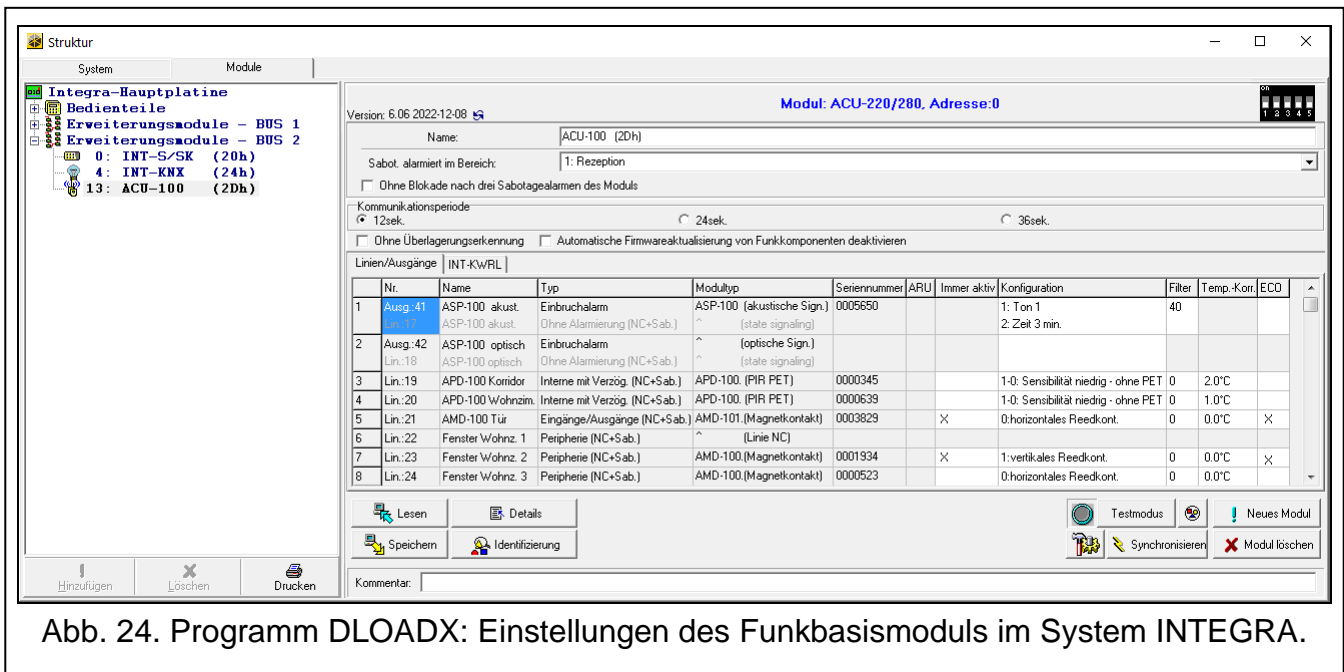 Struktur
System Module
Integra-Hauptplatine
Bedienteile
Erweiterungsmodule - BUS 1
Erweiterungsmodule - BUS 2
0: INT-S/SK (20h)
4: INT-KNX (24h)
13: ACU-100 (2Dh)
Hinzufügen Löschen Drucken
Version: 6.06 2022-12-08 Modul: ACU-220/280, Adresse:0
on
1 2 3 4 5
Name: ACU-100 (2Dh)
Sabot. alarmiert im Bereich: 1: Rezeption
Ohne Blokade nach drei Sabotagealarmen des Moduls
Kommunikationsperiode
12sek. 24sek. 36sek.
Ohne Überlagerungserkennung Automatische Firmwareaktualisierung von Funkkomponenten deaktivieren
Linien/Ausgänge INT-KWRL
Nr. Name Typ Modultyp Seriennummer ARU Immer aktiv Konfiguration Filter Temp.-Korr. ECO
1 Ausg.:41 ASP-100 akust. Einbruchalarm ASP-100 (akustische Sign.) 0005650 1: Ton 1 40
Lin.:17 ASP-100 akust. Ohne Alarmierung (NC+Sab.) ^ (state signaling) 2: Zeit 3 min.
2 Ausg.:42 ASP-100 optisch Einbruchalarm ^ (optische Sign.)
Lin.:18 ASP-100 optisch Ohne Alarmierung (NC+Sab.) ^ (state signaling)
3 Lin.:19 APD-100 Korridor Interne mit Verzög. (NC+Sab.) APD-100. (PIR PET) 0000345 1-0: Sensibilität niedrig - ohne PET 0 2.0°C
4 Lin.:20 APD-100 Wohnzim. Interne mit Verzög. (NC+Sab.) APD-100. (PIR PET) 0000639 1-0: Sensibilität niedrig - ohne PET 0 1.0°C
5 Lin.:21 AMD-100 Tür Eingänge/Ausgänge (NC+Sab.) AMD-101.(Magnetkontakt) 0003829 X 0:horizontales Reedkont. 0 0.0°C X
6 Lin.:22 Fenster Wohnz. 1 Peripherie (NC+Sab.) ^ (Linie NC)
7 Lin.:23 Fenster Wohnz. 2 Peripherie (NC+Sab.) AMD-100.(Magnetkontakt) 0001934 X 1:vertikales Reedkont. 0 0.0°C X
8 Lin.:24 Fenster Wohnz. 3 Peripherie (NC+Sab.) AMD-100.(Magnetkontakt) 0000523 0:horizontales Reedkont. 0 0.0°C
Lesen Details Testmodus Neues Modul
Speichern Identifizierung Synchronisieren Modul löschen
Kommentar:
Abb. 24. Programm DLOADX: Einstellungen des Funkbasismoduls im System INTEGRA.